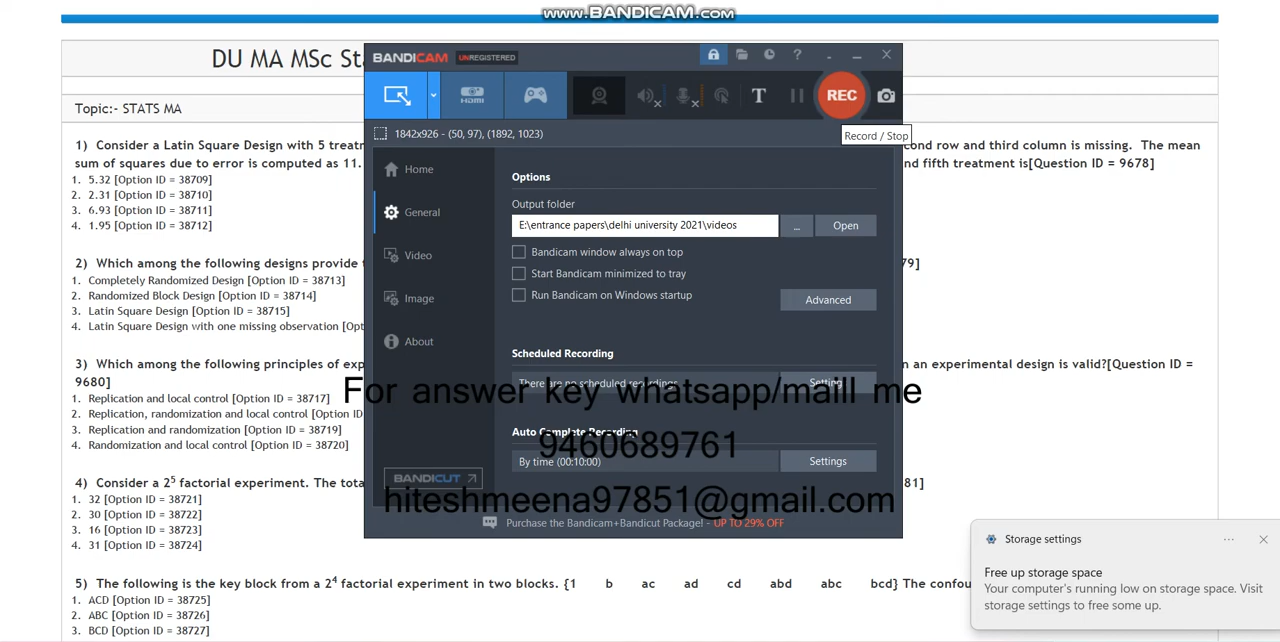 www.BANDICAM.com
DU MA MSc Sta
BANDICAM UNREGISTERED
HDMI
T
REC
Topic:- STATS MA
1842x926 - (50, 97), (1892, 1023)
Record / Stop
1) Consider a Latin Square Design with 5 treatm
ond row and third column is missing. The mean
sum of squares due to error is computed as 11.
nd fifth treatment is[Question ID = 9678]
1. 5.32 [Option ID = 38709]
2. 2.31 [Option ID = 38710]
3. 6.93 [Option ID = 38711]
4. 1.95 [Option ID = 38712]
Home
General
Video
Image
About
Options
Output folder
E:\entrance papers\delhi university 2021\videos
...
Open
Bandicam window always on top
Start Bandicam minimized to tray
Run Bandicam on Windows startup
Advanced
2) Which among the following designs provide
79]
1. Completely Randomized Design [Option ID = 38713]
2. Randomized Block Design [Option ID = 38714]
3. Latin Square Design [Option ID = 38715]
4. Latin Square Design with one missing observation [Opt
Scheduled Recording
There are no scheduled recordings.
Setting
3) Which among the following principles of exp
n an experimental design is valid?[Question ID =
9680]
1. Replication and local control [Option ID = 38717]
2. Replication, randomization and local control [Option ID
3. Replication and randomization [Option ID = 38719]
4. Randomization and local control [Option ID = 38720]
For answer key whatsapp/maill me
9460689761
hiteshmeena97851@gmail.com
Auto Complete Recording
By time (00:10:00)
Settings
BANDICUT
Purchase the Bandicam+Bandicut Package! - UP TO 29% OFF
4) Consider a 2⁵ factorial experiment. The tota
81]
1. 32 [Option ID = 38721]
2. 30 [Option ID = 38722]
3. 16 [Option ID = 38723]
4. 31 [Option ID = 38724]
5) The following is the key block from a 2⁴ factorial experiment in two blocks. {1 b ac ad cd abd abc bcd} The confou
1. ACD [Option ID = 38725]
2. ABC [Option ID = 38726]
3. BCD [Option ID = 38727]
Storage settings
Free up storage space
Your computer's running low on storage space. Visit
storage settings to free some up.